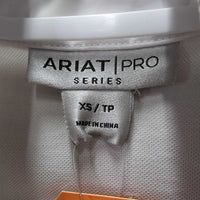 ARIAT | PRO
SERIES
XS / TP
MADE IN CHINA